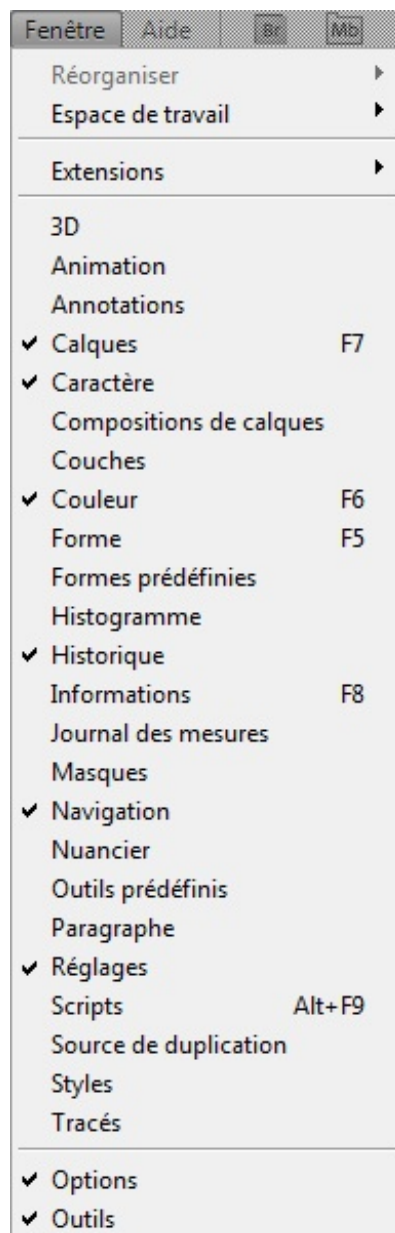 Fenêtre Aide Br Mb
Réorganiser
Espace de travail
Extensions
3D
Animation
Annotations
Calques F7
Caractère
Compositions de calques
Couches
Couleur F6
Forme F5
Formes prédéfinies
Histogramme
Historique
Informations F8
Journal des mesures
Masques
Navigation
Nuancier
Outils prédéfinis
Paragraphe
Réglages
Scripts Alt+F9
Source de duplication
Styles
Tracés
Options
Outils